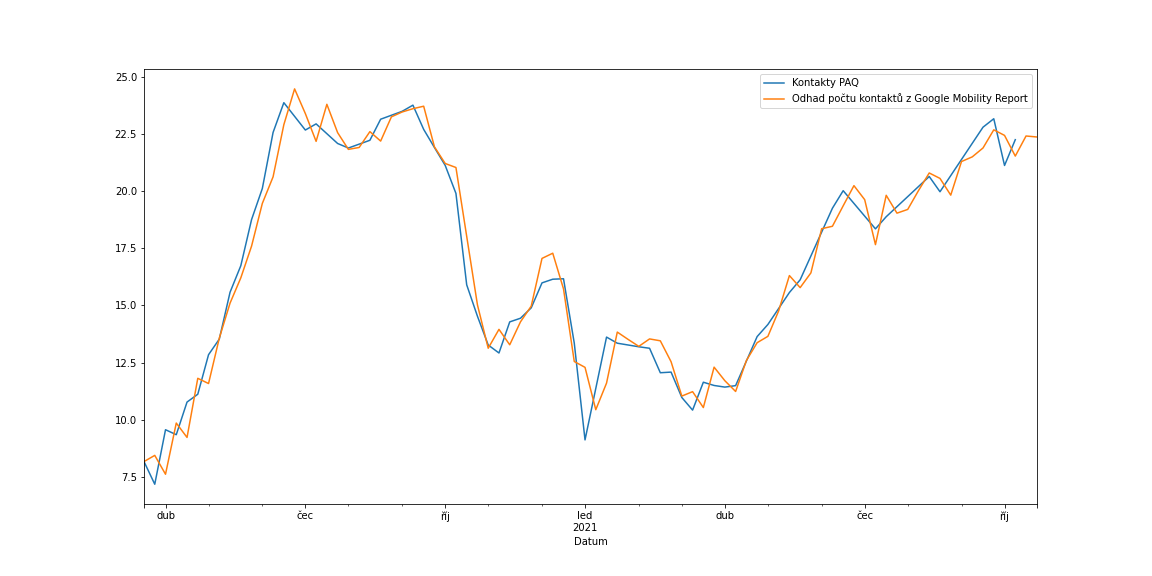 25.0
22.5
20.0
17.5
15.0
12.5
10.0
7.5
Kontakty PAQ
Odhad počtu kontaktů z Google Mobility Report
dub
čec
říj
led
2021
dub
čec
říj
Datum